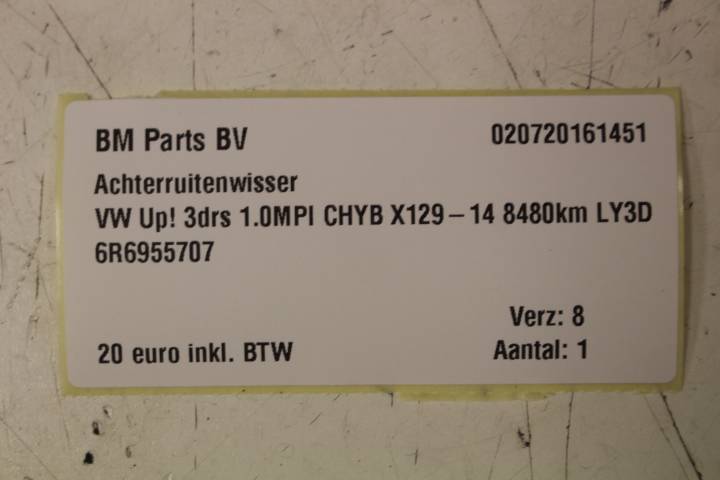 BM Parts BV 020720161451
Achterruitenwisser
VW Up! 3drs 1.0MPI CHYB X129-14 8480km LY3D
6R6955707
Verz: 8
20 euro inkl. BTW Aantal: 1